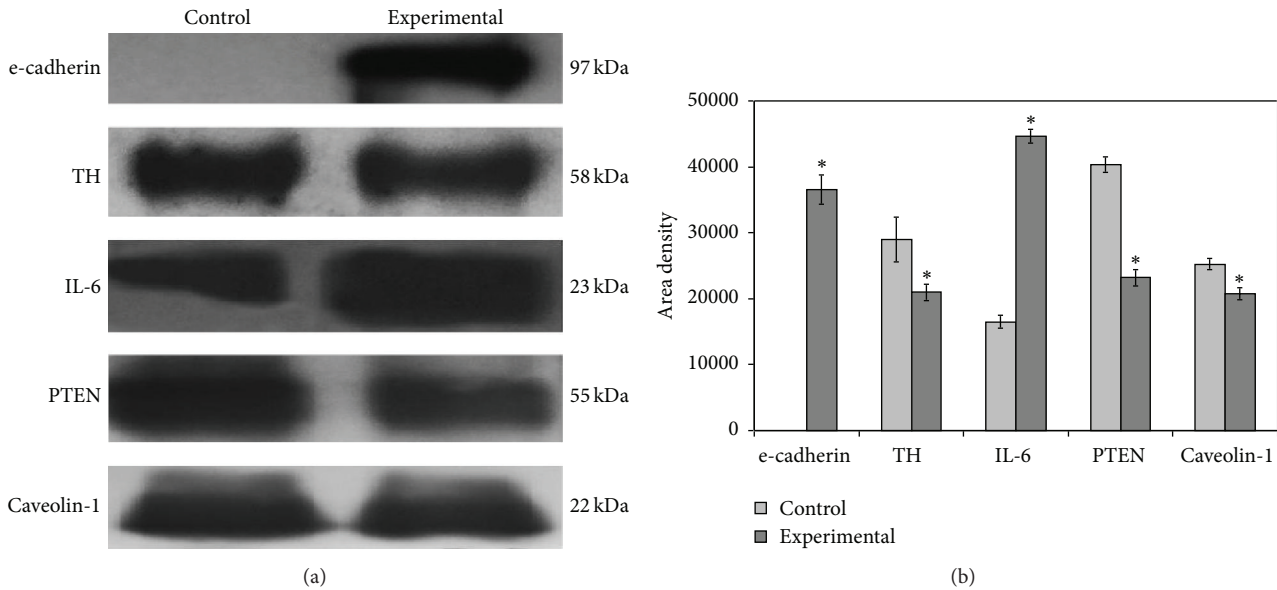 Control Experimental
e-cadherin 97 kDa
TH 58 kDa
IL-6 23 kDa
PTEN 55 kDa
Caveolin-1 22 kDa
(a)
50000
40000
30000
20000
10000
0
Area density
* * * * *
e-cadherin TH IL-6 PTEN Caveolin-1
Control
Experimental
(b)